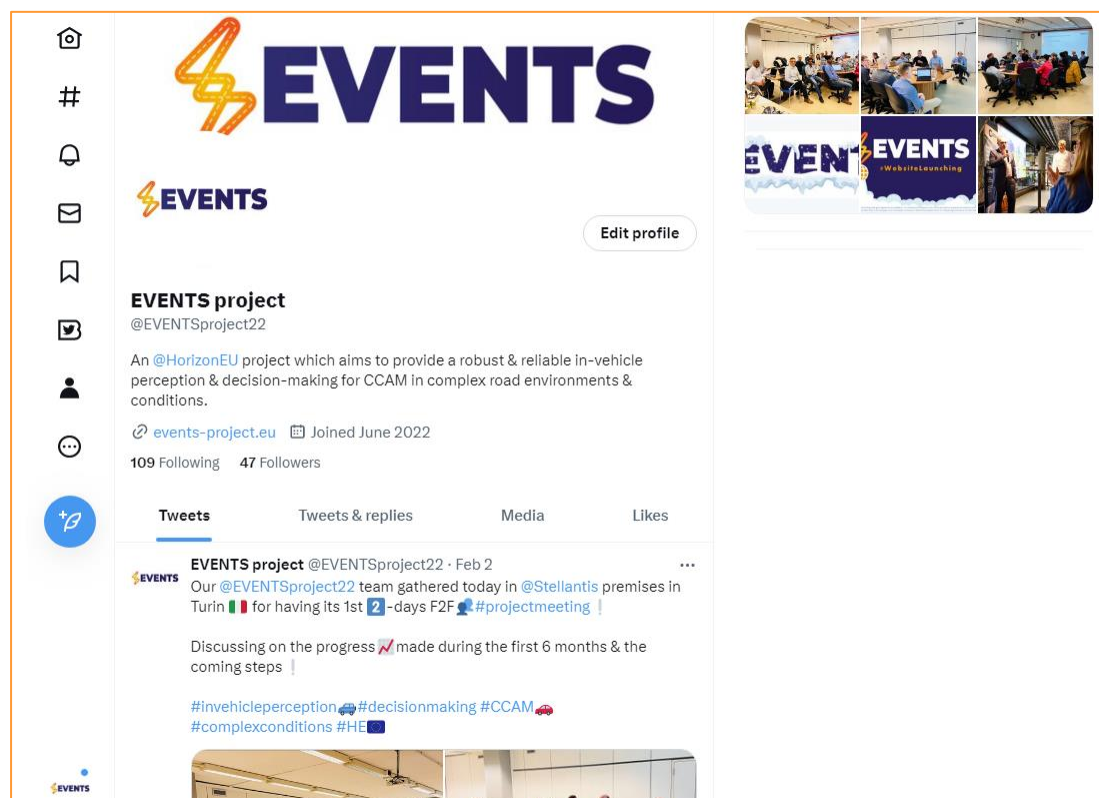 EVENTS
EVENTS
Edit profile
EVENTS project
@EVENTSproject22
An @HorizonEU project which aims to provide a robust & reliable in-vehicle
perception & decision-making for CCAM in complex road environments &
conditions.
events-project.eu Joined June 2022
109 Following 47 Followers
Tweets Tweets & replies Media Likes
EVENTS
EVENTS project @EVENTSproject22 · Feb 2
Our @EVENTSproject22 team gathered today in @Stellantis premises in
Turin 🇮🇹 for having its 1st 2️⃣-days F2F👥#projectmeeting❕
Discussing on the progress📈made during the first 6 months & the
coming steps❕
#invehicleperception🚙#decisionmaking #CCAM🚗
#complexconditions #HE🇪🇺
EVENTS
EVENT
EVENTS
#WebsiteLaunching